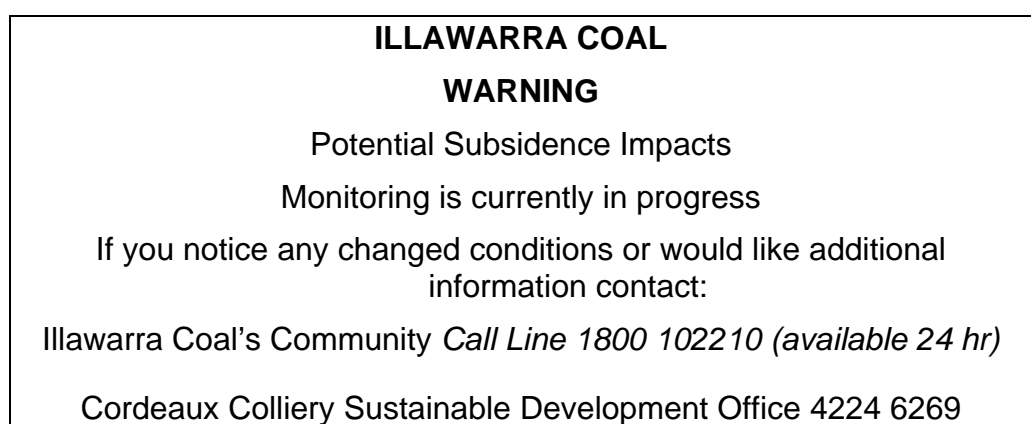 ILLAWARRA COAL
WARNING
Potential Subsidence Impacts
Monitoring is currently in progress
If you notice any changed conditions or would like additional
information contact:
Illawarra Coal's Community Call Line 1800 102210 (available 24 hr)
Cordeaux Colliery Sustainable Development Office 4224 6269